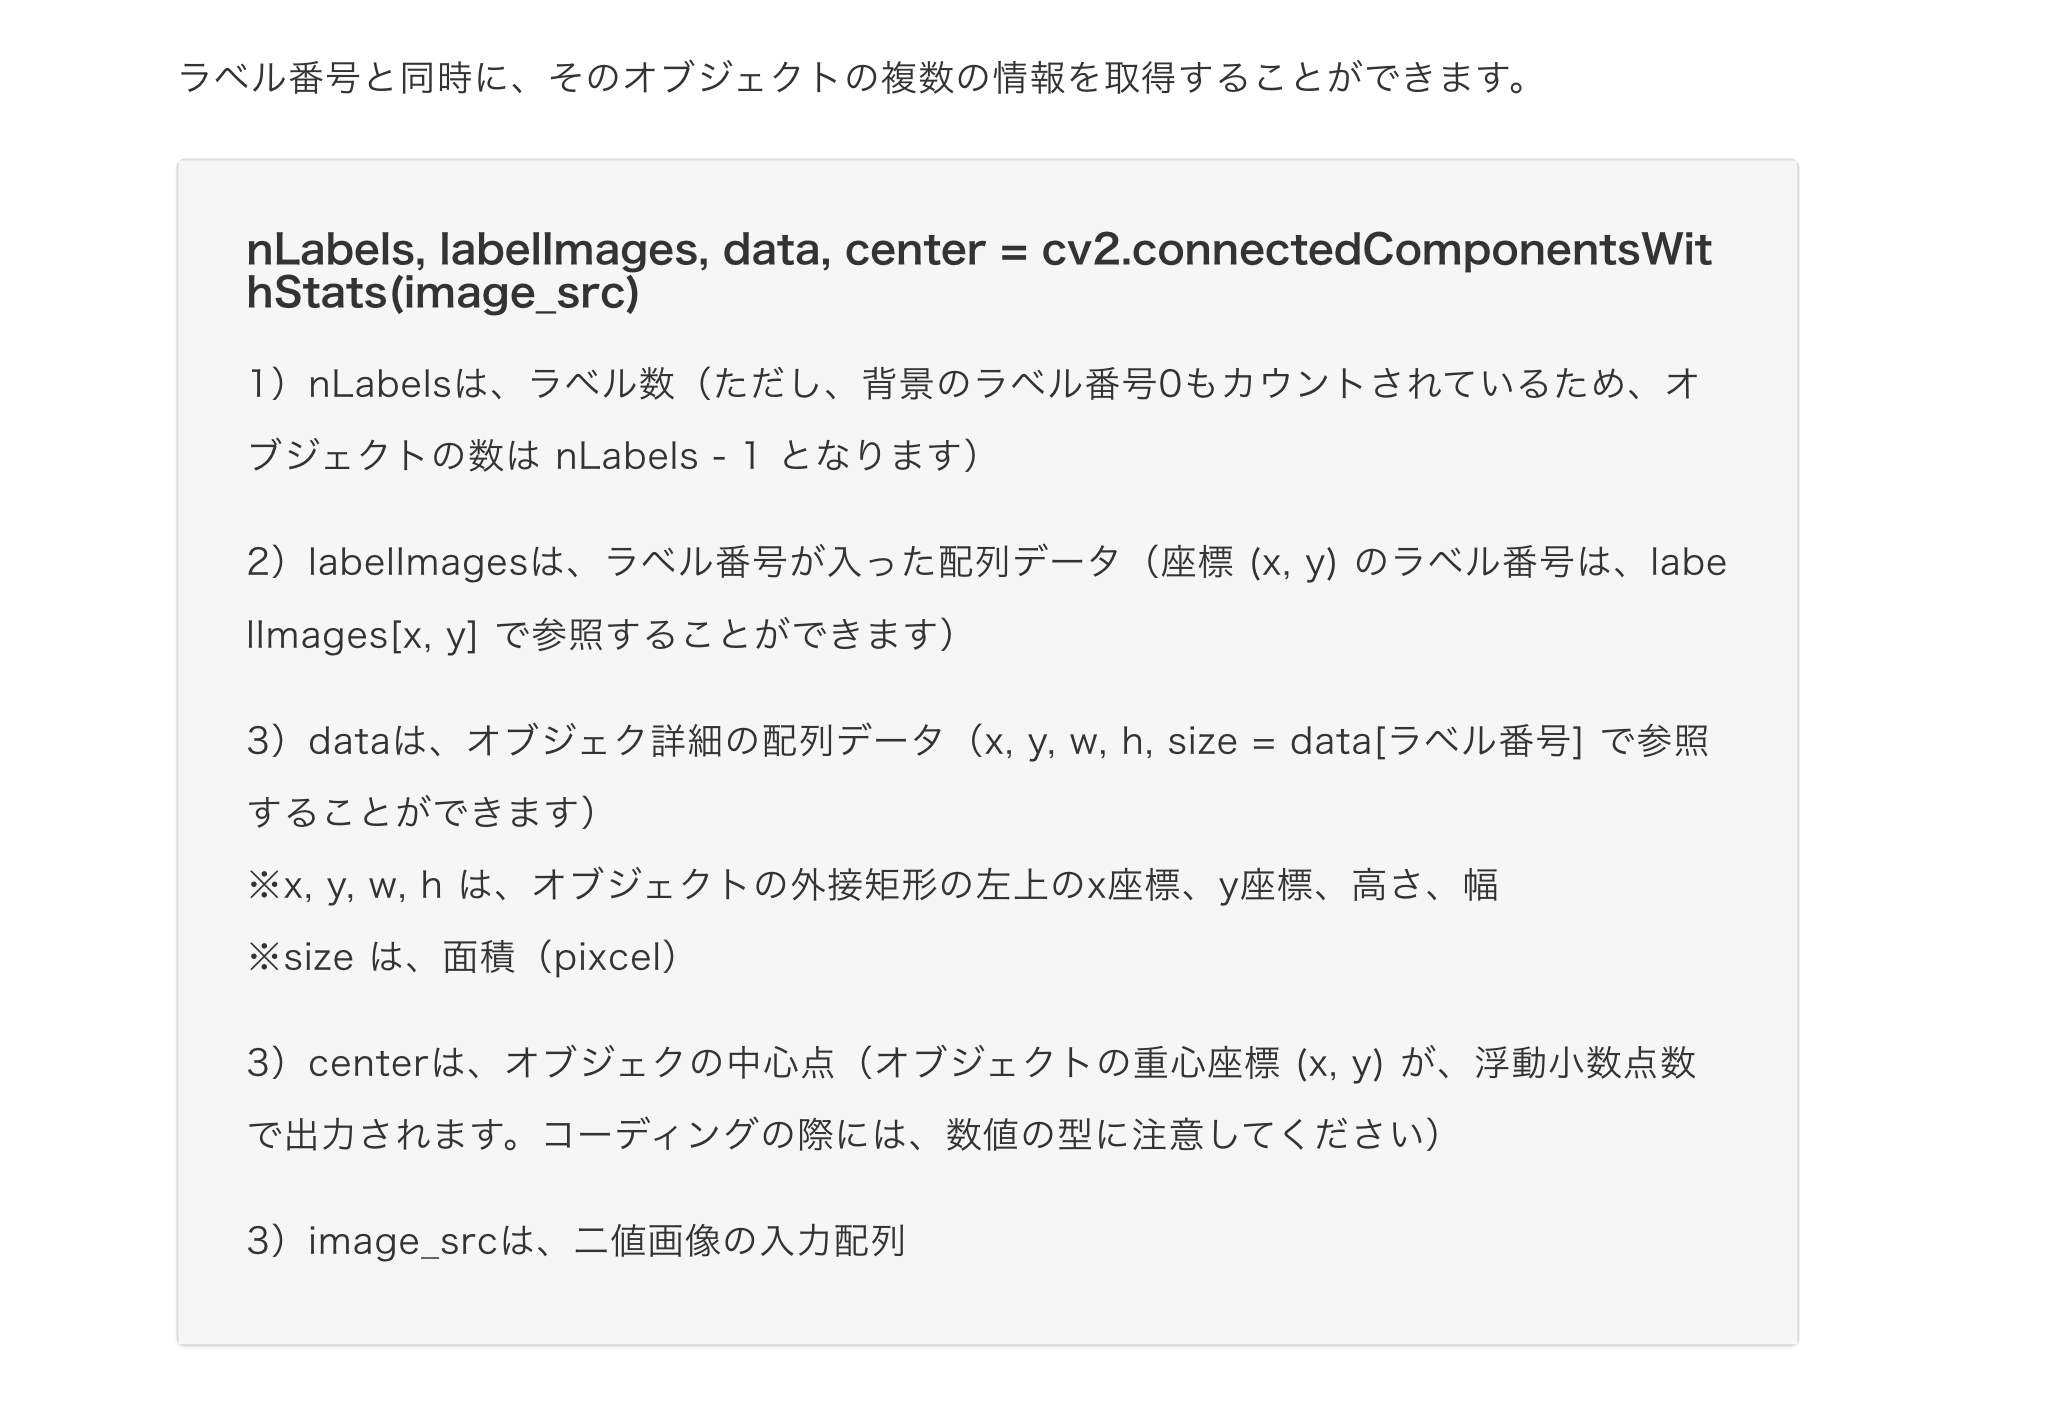 ラベル番号と同時に、そのオブジェクトの複数の情報を取得することができます。
nLabels, labelImages, data, center = cv2.connectedComponentsWit
hStats(image_src)
1）nLabelsは、ラベル数（ただし、背景のラベル番号0もカウントされているため、オ
ブジェクトの数は nLabels - 1 となります）
2）labelImagesは、ラベル番号が入った配列データ（座標 (x, y) のラベル番号は、labe
lImages[x, y] で参照することができます）
3）dataは、オブジェク詳細の配列データ（x, y, w, h, size = data[ラベル番号] で参照
することができます）
※x, y, w, h は、オブジェクトの外接矩形の左上のx座標、y座標、高さ、幅
※size は、面積（pixcel）
3）centerは、オブジェクの中心点（オブジェクトの重心座標 (x, y) が、浮動小数点数
で出力されます。コーディングの際には、数値の型に注意してください）
3）image_srcは、二値画像の入力配列